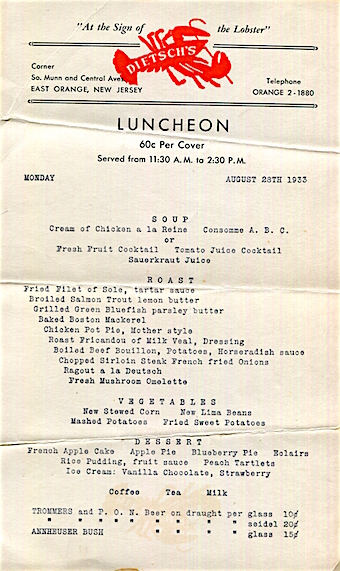 "At the Sign of the Lobster"
DIETSCH'S
Corner
So. Munn and Central Aves.
EAST ORANGE, NEW JERSEY
Telephone
ORANGE 2-1880
LUNCHEON
60c Per Cover
Served from 11:30 A.M. to 2:30 P.M.
MONDAY AUGUST 28TH 1933
SOUP
Cream of Chicken a la Reine Consomme A. B. C.
or
Fresh Fruit Cocktail Tomato Juice Cocktail
Sauerkraut Juice
ROAST
Fried Filet of Sole, tartar sauce
Broiled Salmon Trout lemon butter
Grilled Green Bluefish parsley butter
Baked Boston Mackerel
Chicken Pot Pie, Mother style
Roast Fricandou of Milk Veal, Dressing
Boiled Beef Bouillon, Potatoes, Horseradish sauce
Chopped Sirloin Steak French fried Onions
Ragout a la Deutsch
Fresh Mushroom Omelette
VEGETABLES
New Stewed Corn New Lima Beans
Mashed Potatoes Fried Sweet Potatoes
DESSERT
French Apple Cake Apple Pie Blueberry Pie Eclairs
Rice Pudding, fruit sauce Peach Tartlets
Ice Cream: Vanilla Chocolate, Strawberry
Coffee Tea Milk
TROMMERS and P. O. N. Beer on draught per glass 10¢
" " " " " " " seidel 20¢
ANNHEUSER BUSH " " " " glass 15¢